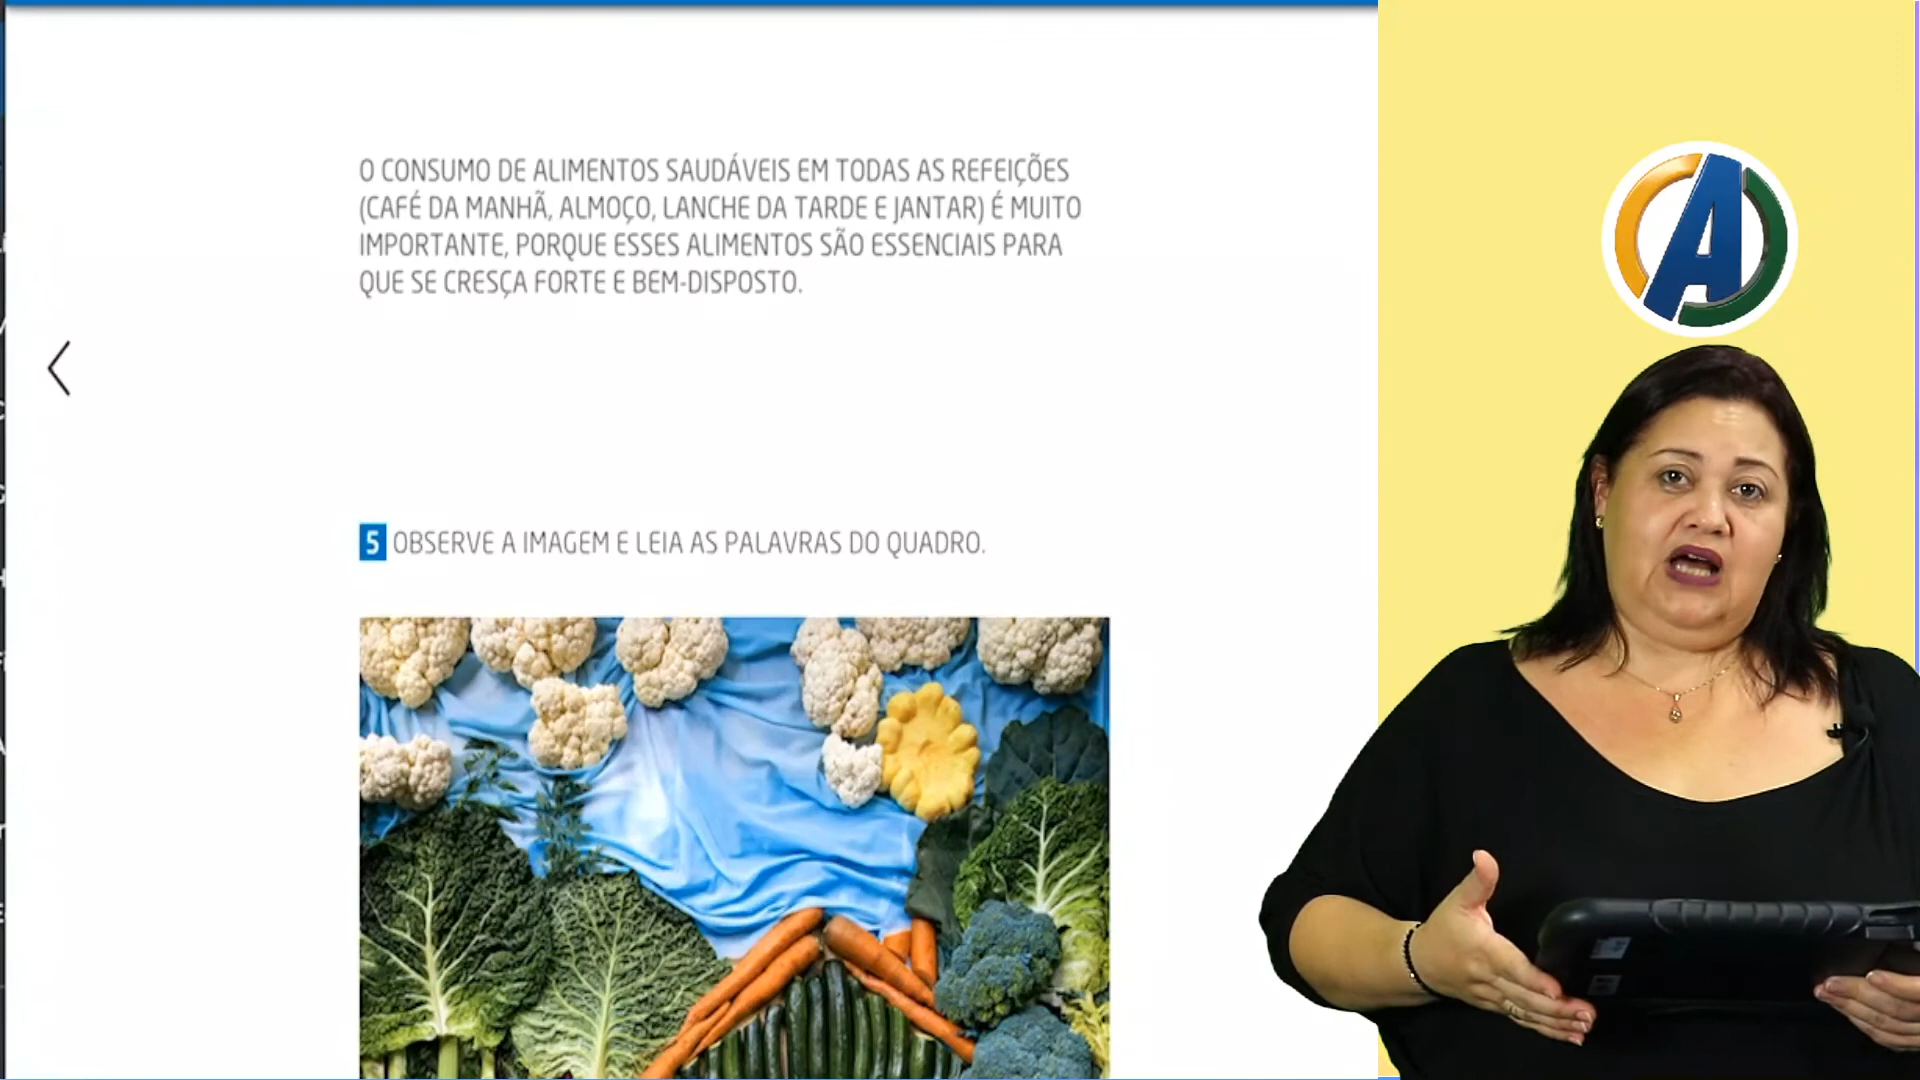 O CONSUMO DE ALIMENTOS SAUDÁVEIS EM TODAS AS REFEIÇÕES
(CAFÉ DA MANHÃ, ALMOÇO, LANCHE DA TARDE E JANTAR) É MUITO
IMPORTANTE, PORQUE ESSES ALIMENTOS SÃO ESSENCIAIS PARA
QUE SE CRESÇA FORTE E BEM-DISPOSTO.
5 OBSERVE A IMAGEM E LEIA AS PALAVRAS DO QUADRO.
A